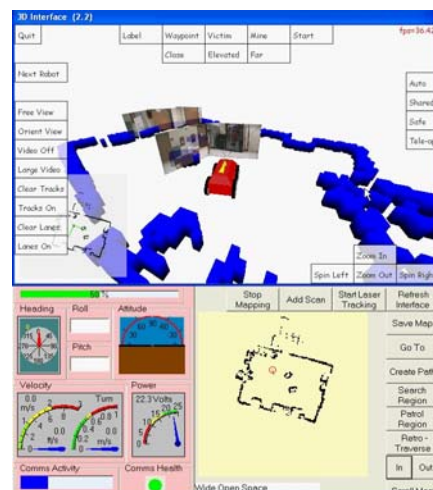 3D Interface (2.2)
Quit Label Waypoint Victim Mine Start fps=36.42
Close Elevated Far
Next Robot
Auto
Shared
Free View
Safe
Orient View
Tele-op
Video Off
Large Video
Clear Tracks
Tracks On
Clear Lanes
Lanes On
Zoom In
Spin Left Zoom Out Spin Right
50 %
Stop Mapping Add Scan Start Laser Tracking Refresh Interface
Heading Roll Attitude
Pitch
Save Map
Go To
Create Path
Search Region
Patrol Region
Retro - Traverse
In Out
Velocity Power
0.0 m/s Turn 22.3 Volts
ft/s 0.0 m/s
Comms Activity Comms Health
Wide Open Space